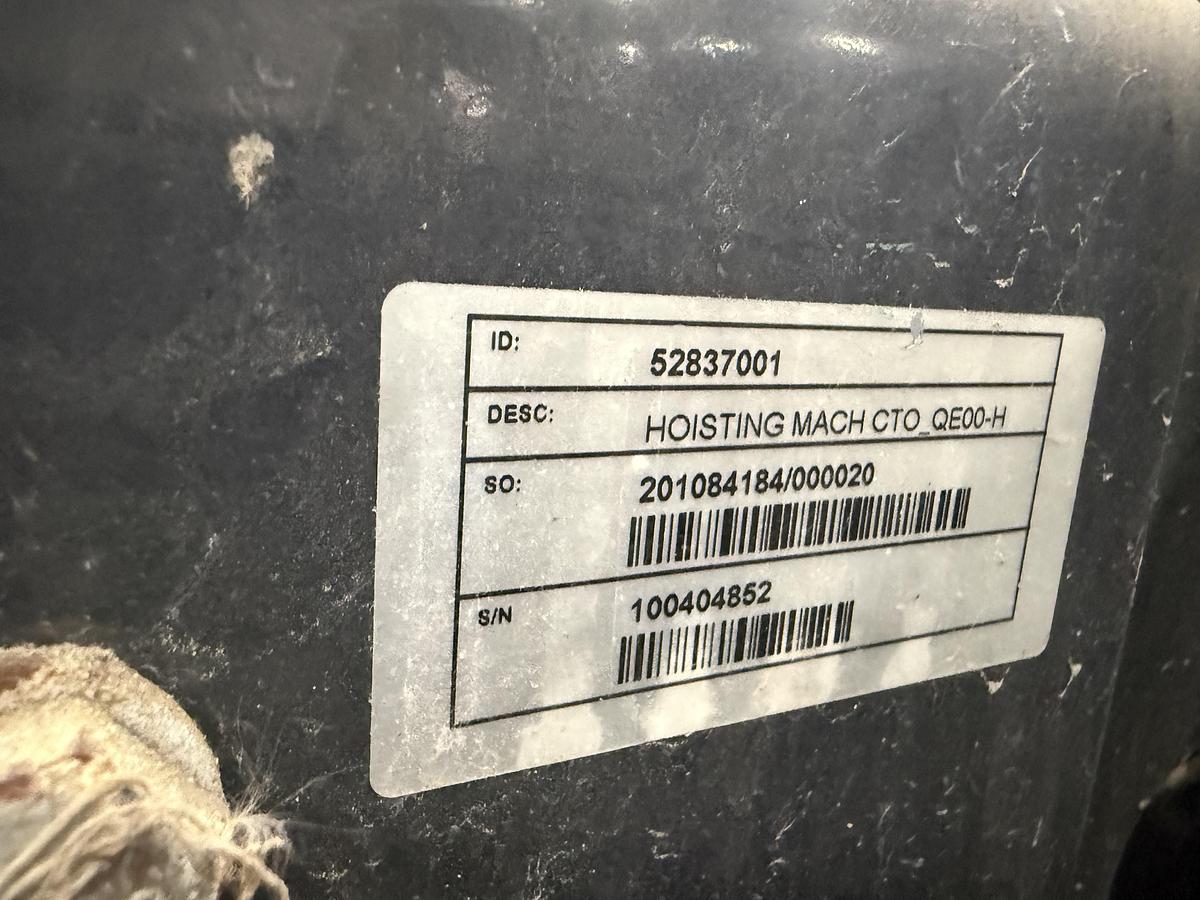 ID: 52837001
DESC: HOISTING MACH CTO_QE00-H
SO: 201084184/000020
S/N 100404852